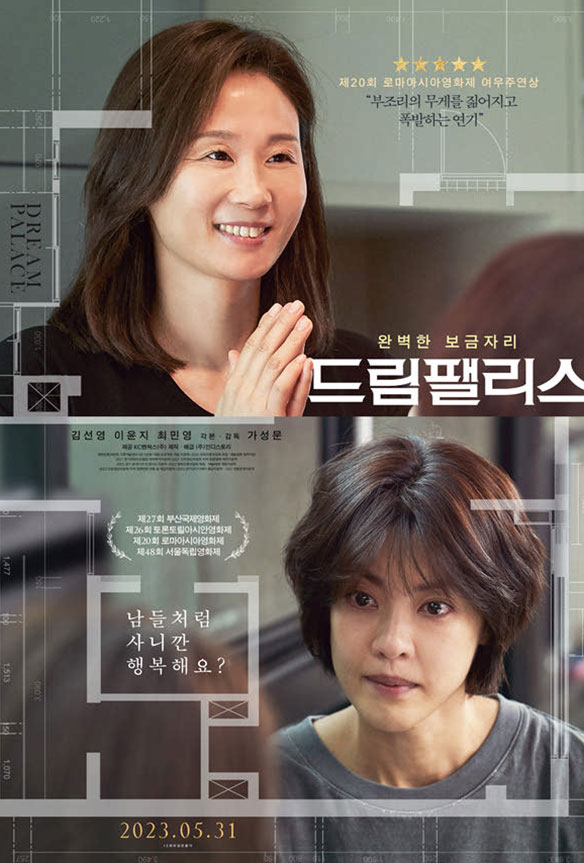 제20회 로마아시아영화제 여우주연상
“부조리의 무게를 짊어지고
폭발하는 연기”
DREAM
PALACE
완벽한 보금자리
드림팰리스
김선영 이윤지 최민영 각본·감독 가성문
제27회 부산국제영화제
제26회 토론토릴아시안영화제
제20회 로마아시아영화제
제48회 서울독립영화제
남들처럼
사니깐
행복해요?
2023.05.31